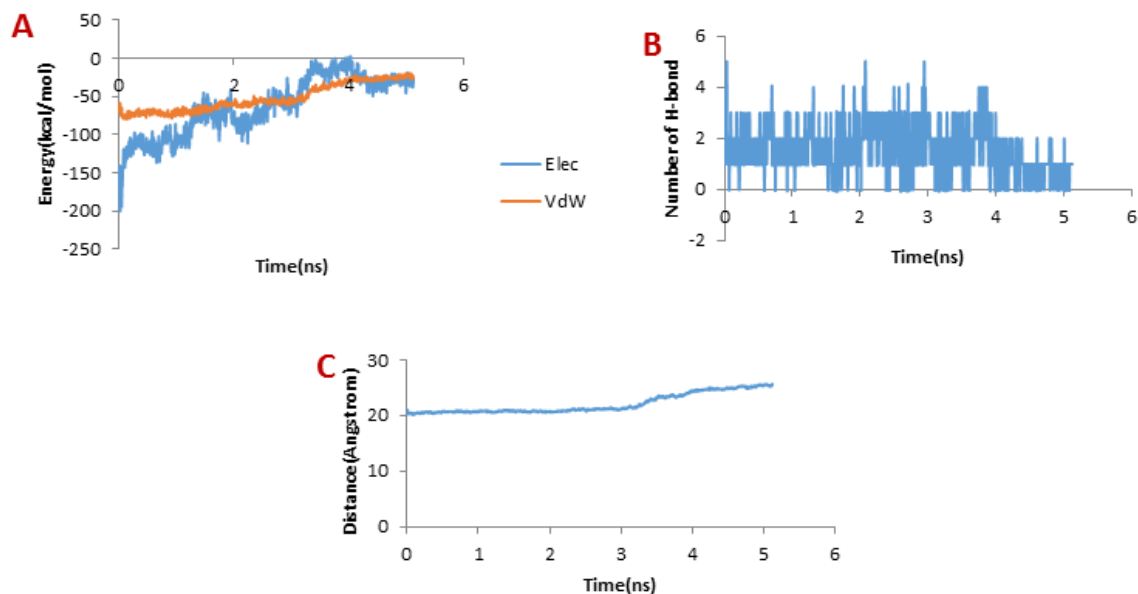 A
50
0
0
2
4
6
-50
-100
-150
-200
-250
Energy(kcal/mol)
Time(ns)
Elec
VdW
B
6
4
2
0
-2
0 1 2 3 4 5 6
Number of H-bond
Time(ns)
C
30
20
10
0
0 1 2 3 4 5 6
Distance(Angstrom)
Time(ns)